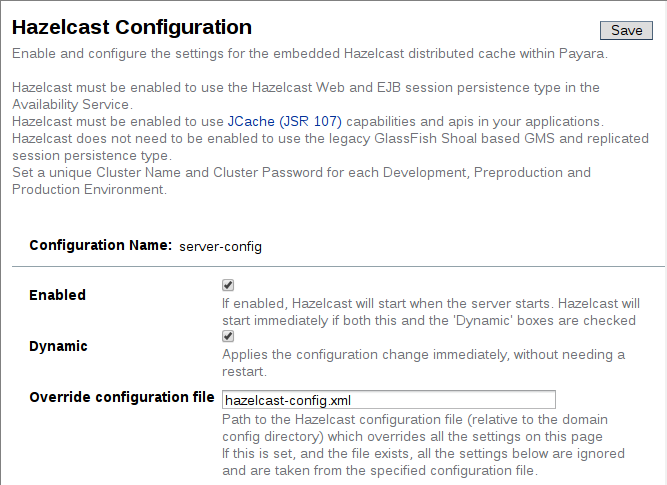 Hazelcast Configuration
Save
Enable and configure the settings for the embedded Hazelcast distributed cache within Payara.
Hazelcast must be enabled to use the Hazelcast Web and EJB session persistence type in the
Availability Service.
Hazelcast must be enabled to use JCache (JSR 107) capabilities and apis in your applications.
Hazelcast does not need to be enabled to use the legacy GlassFish Shoal based GMS and replicated
session persistence type.
Set a unique Cluster Name and Cluster Password for each Development, Preproduction and
Production Environment.
Configuration Name: server-config
Enabled
If enabled, Hazelcast will start when the server starts. Hazelcast will
start immediately if both this and the 'Dynamic' boxes are checked
Dynamic
Applies the configuration change immediately, without needing a
restart.
Override configuration file hazelcast-config.xml
Path to the Hazelcast configuration file (relative to the domain
config directory) which overrides all the settings on this page
If this is set, and the file exists, all the settings below are ignored
and are taken from the specified configuration file.